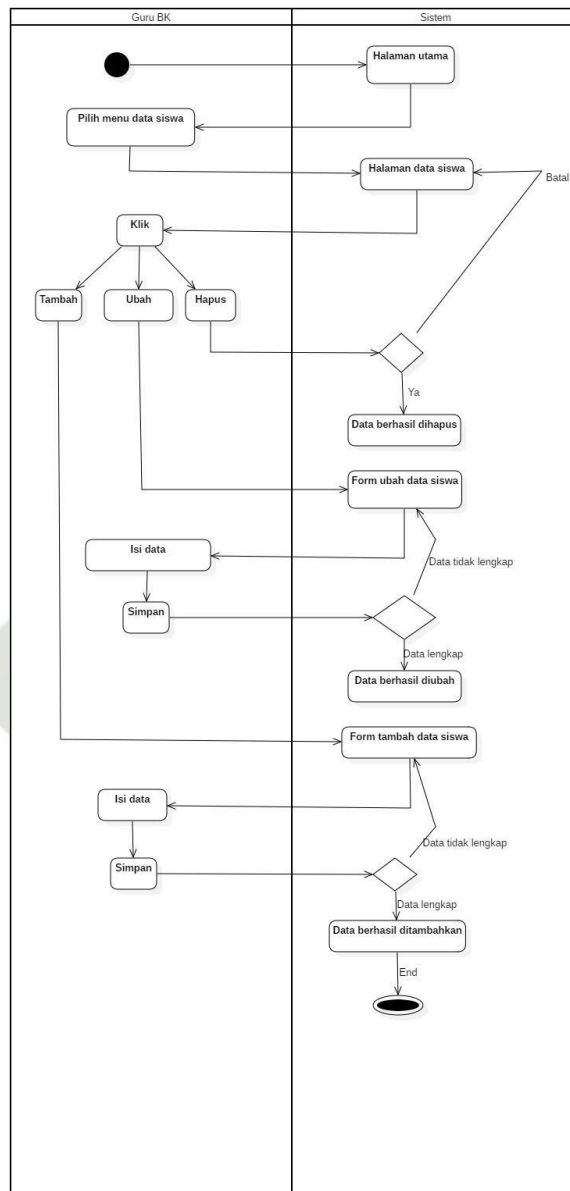 Guru BK
Sistem
Halaman utama
Pilih menu data siswa
Halaman data siswa
Batal
Klik
Tambah
Ubah
Hapus
Ya
Data berhasil dihapus
Form ubah data siswa
Isi data
Data tidak lengkap
Simpan
Data lengkap
Data berhasil diubah
Form tambah data siswa
Isi data
Data tidak lengkap
Simpan
Data lengkap
Data berhasil ditambahkan
End